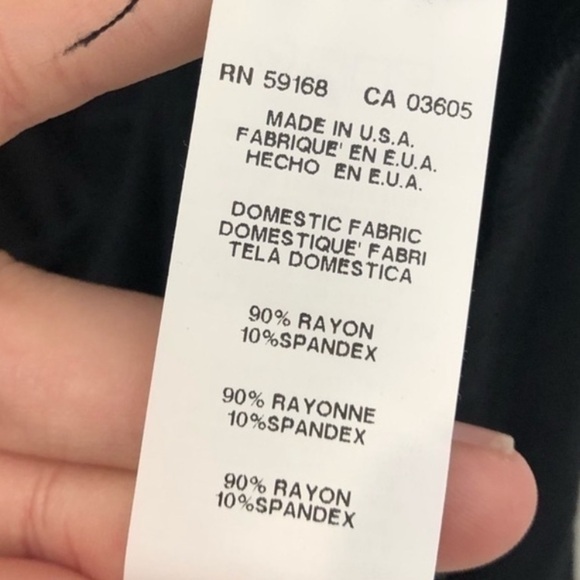 RN 59168 CA 03605
MADE IN U.S.A.
FABRIQUE' EN E.U.A.
HECHO EN E.U.A.
DOMESTIC FABRIC
DOMESTIQUE' FABRI
TELA DOMESTICA
90% RAYON
10%SPANDEX
90% RAYONNE
10%SPANDEX
90% RAYON
10%SPANDEX